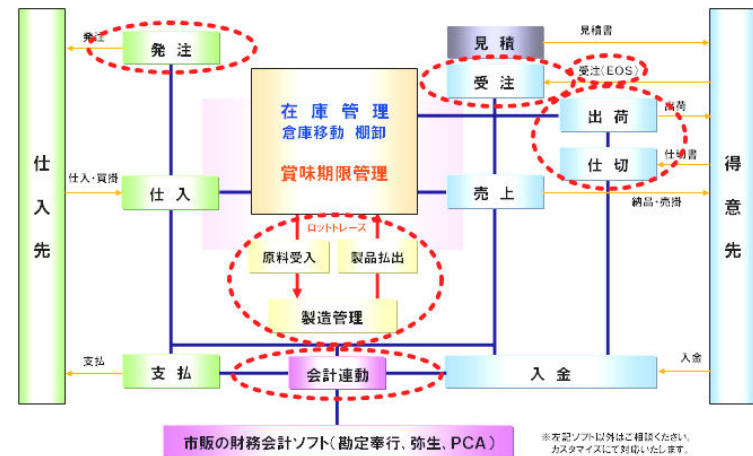 発注
発注
見積
見積書
受注
受注(EOS)
在庫管理
倉庫移動 棚卸
賞味期限管理
出荷
出荷
仕切
仕切書
仕入先
得意先
仕入・買掛
仕入
売上
納品・売掛
ロットトレース
原料受入
製品払出
製造管理
支払
支払
会計連動
入金
入金
市販の財務会計ソフト(勘定奉行、弥生、PCA)
※左記ソフト以外はご相談ください。
カスタマイズにて対応いたします。